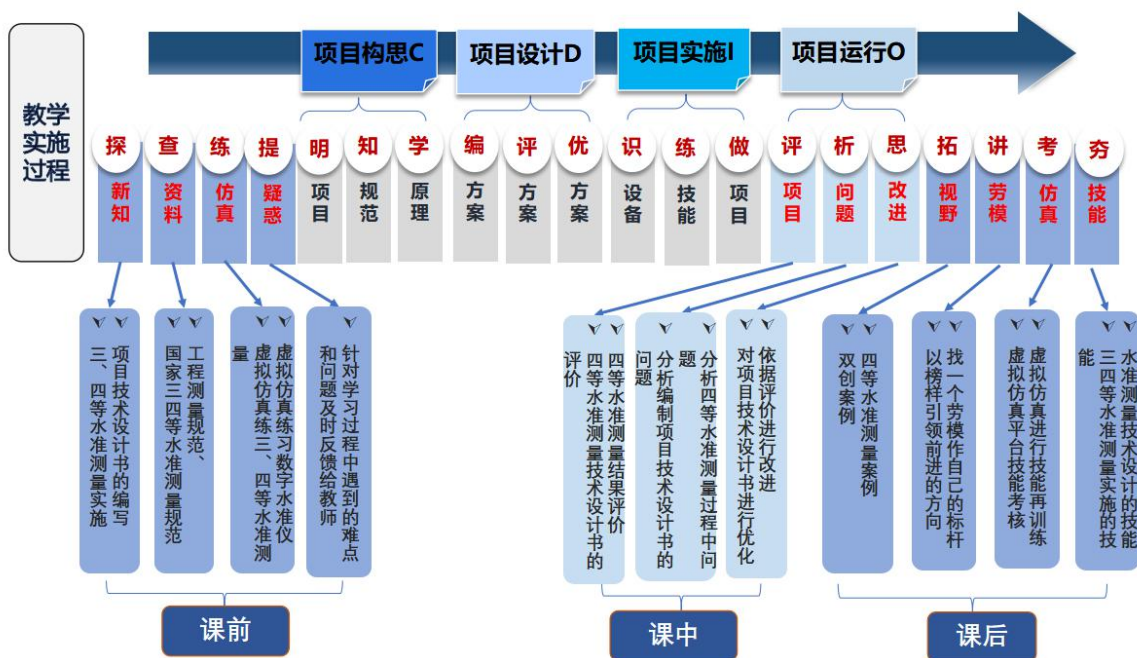 教学
实施
过程
项目构思C
项目设计D
项目实施I
项目运行O
探
新知
查
资料
练
仿真
提
疑惑
明
项目
知
规范
学
原理
编
方案
评
方案
优
方案
识
设备
练
技能
做
项目
评
项目
析
问题
思
改进
拓
视野
讲
劳模
考
仿真
夯
技能
项目技术设计书的编写
三、四等水准测量实施
工程测量规范、
国家三四等水准测量规范
虚拟仿真练习数字水准仪
虚拟仿真练三、四等水准测
量
针对学习过程中遇到的难点
和问题及时反馈给教师
四等水准测量结果评价
四等水准测量技术设计书的
评价
分析四等水准测量过程中问
题
分析编制项目技术设计书的
问题
依据评价进行改进
对项目技术设计书进行优化
四等水准测量案例
双创案例
找一个劳模作自己的标杆
以榜样引领前进的方向
虚拟仿真进行技能再训练
虚拟仿真平台技能考核
水准测量技术设计的技能
三四等水准测量实施的技
能
课前
课中
课后